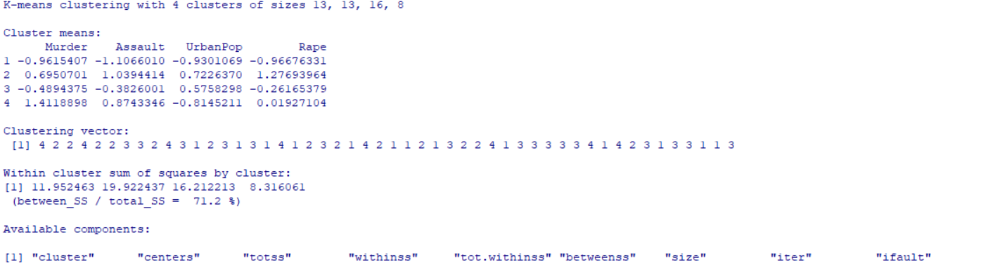 K-means clustering with 4 clusters of sizes 13, 13, 16, 8
Cluster means:
Murder Assault UrbanPop Rape
1 -0.9615407 -1.1066010 -0.9301069 -0.96676331
2 0.6950701 1.0394414 0.7226370 1.27693964
3 -0.4894375 -0.3826001 0.5758298 -0.26165379
4 1.4118898 0.8743346 -0.8145211 0.01927104
Clustering vector:
[1] 4 2 2 4 2 2 3 3 2 4 3 1 2 3 1 3 1 4 1 2 3 2 1 4 2 1 1 2 1 3 2 2 4 1 3 3 3 3 3 4 1 4 2 3 1 3 3 1 1 3
Within cluster sum of squares by cluster:
[1] 11.952463 19.922437 16.212213 8.316061
(between_SS / total_SS = 71.2 %)
Available components:
[1] "cluster" "centers" "totss" "withinss" "tot.withinss" "betweenss" "size" "iter" "ifault"